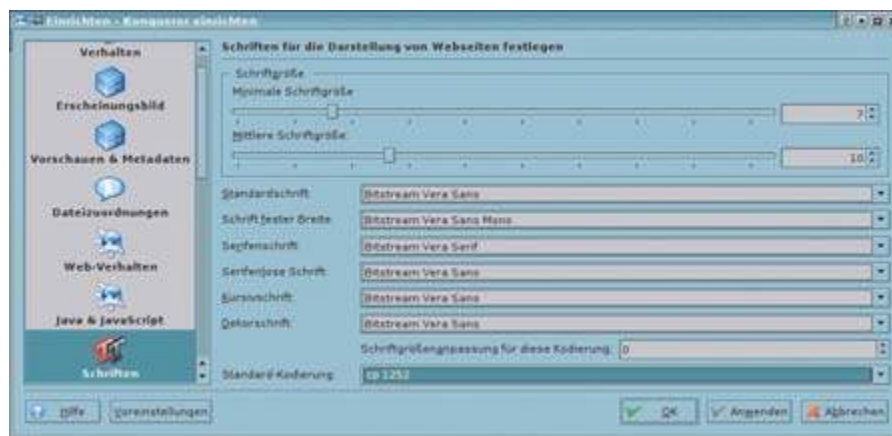 Einrichten - Konqueror einrichten
Verhalten
Erscheinungsbild
Vorschauen & Metadaten
Dateizuordnungen
Web-Verhalten
Java & JavaScript
Schriften
Schriften für die Darstellung von Webseiten festlegen
Schriftgröße
Minimale Schriftgröße
7
Mittlere Schriftgröße:
10
Standardschrift:
Bitstream Vera Sans
Schrift fester Breite:
Bitstream Vera Sans Mono
Serifenschrift:
Bitstream Vera Serif
Serifenlose Schrift:
Bitstream Vera Sans
Kursivschrift:
Bitstream Vera Sans
Dekorschrift:
Bitstream Vera Sans
Schriftgrößenanpassung für diese Kodierung:
0
Standard-Kodierung:
cp 1252
Hilfe
Voreinstellungen
OK
Anwenden
Abbrechen